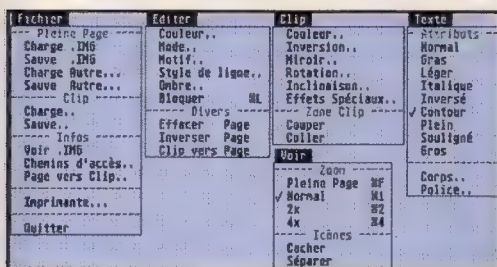 Fichier
Pleine Page
Charge .IMG
Sauve .IMG
Charge Autre...
Sauve Autre...
Clip
Charge..
Sauve..
Infos
Voir .IMG
Chemins d'accès..
Page vers Clip..
Imprimante...
Quitter
Editer
Couleur..
Mode..
Motif..
Style de ligne..
Ombre..
Bloquer ⌘L
Divers
Effacer Page
Inverser Page
Clip vers Page
Clip
Couleur..
Inversion..
Miroir..
Rotation..
Inclinaison..
Effets Spéciaux..
Zone Clip
Couper
Coller
Voir
Zoom
Pleine Page ⌘F
✓ Normal ⌘1
2x ⌘2
4x ⌘4
Icônes
Cacher
Séparer
Texte
Attributs
Normal
Gras
Léger
Italique
Inversé
✓ Contour
Plein
Souligné
Gros
Corps..
Police..